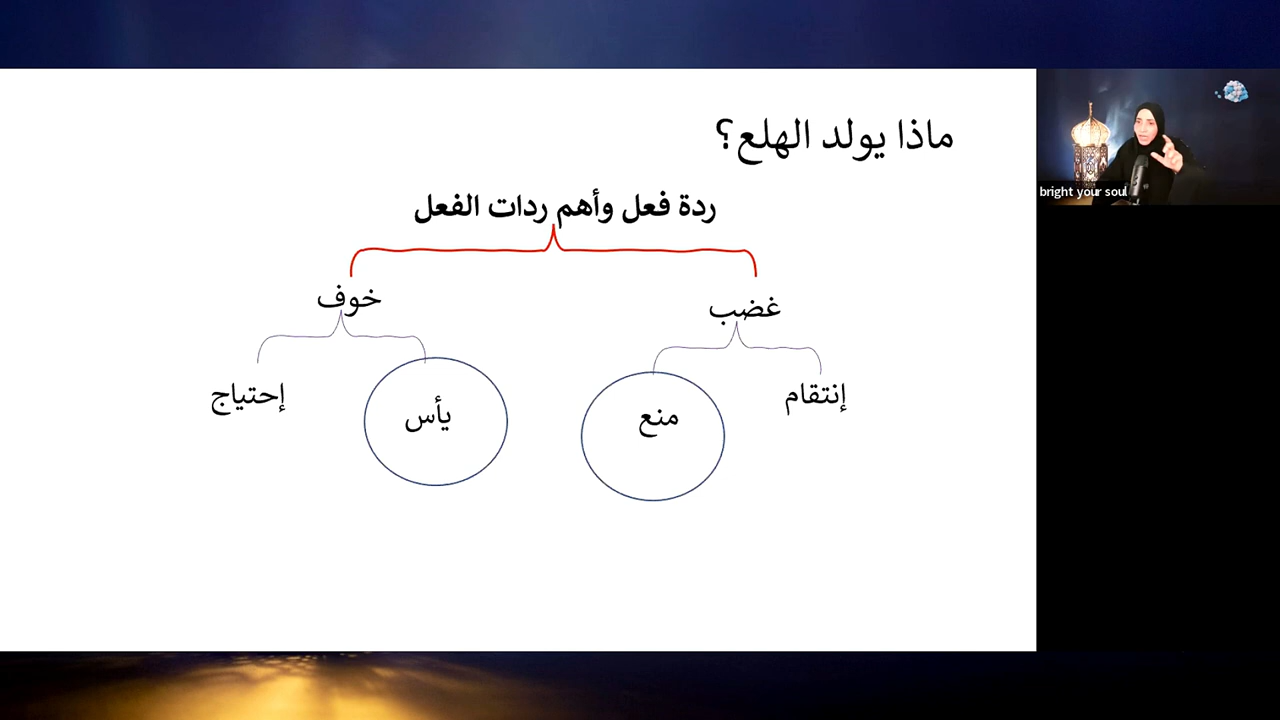 ماذا يولد الهلع؟
ردة فعل وأهم ردات الفعل
غضب
خوف
إنتقام
منع
يأس
إحتياج
bright your soul